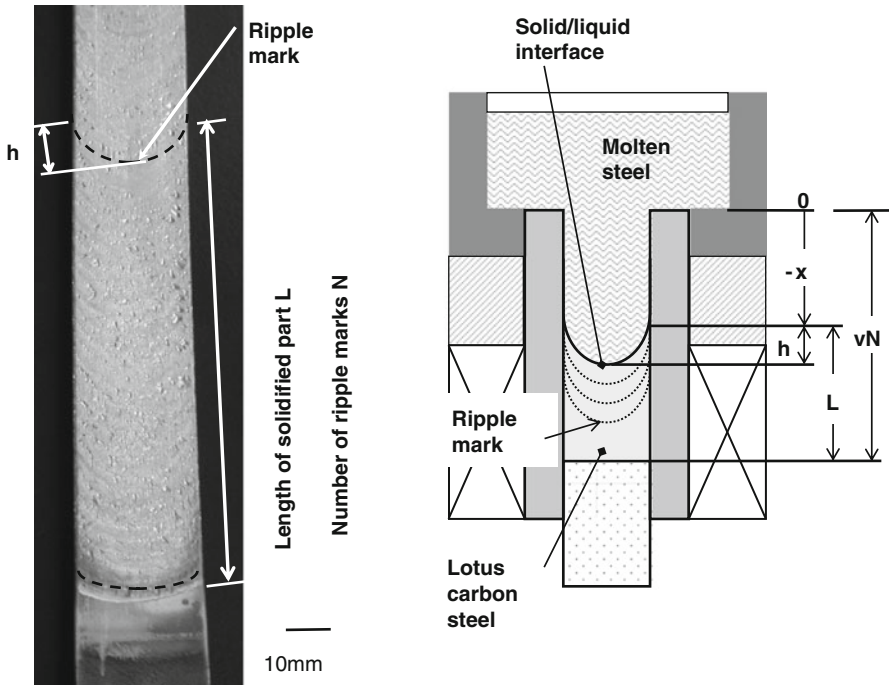 Ripple
mark
h
Length of solidified part L
Number of ripple marks N
10mm
Solid/liquid
interface
Molten
steel
0
-x
h
vN
L
Ripple
mark
Lotus
carbon
steel